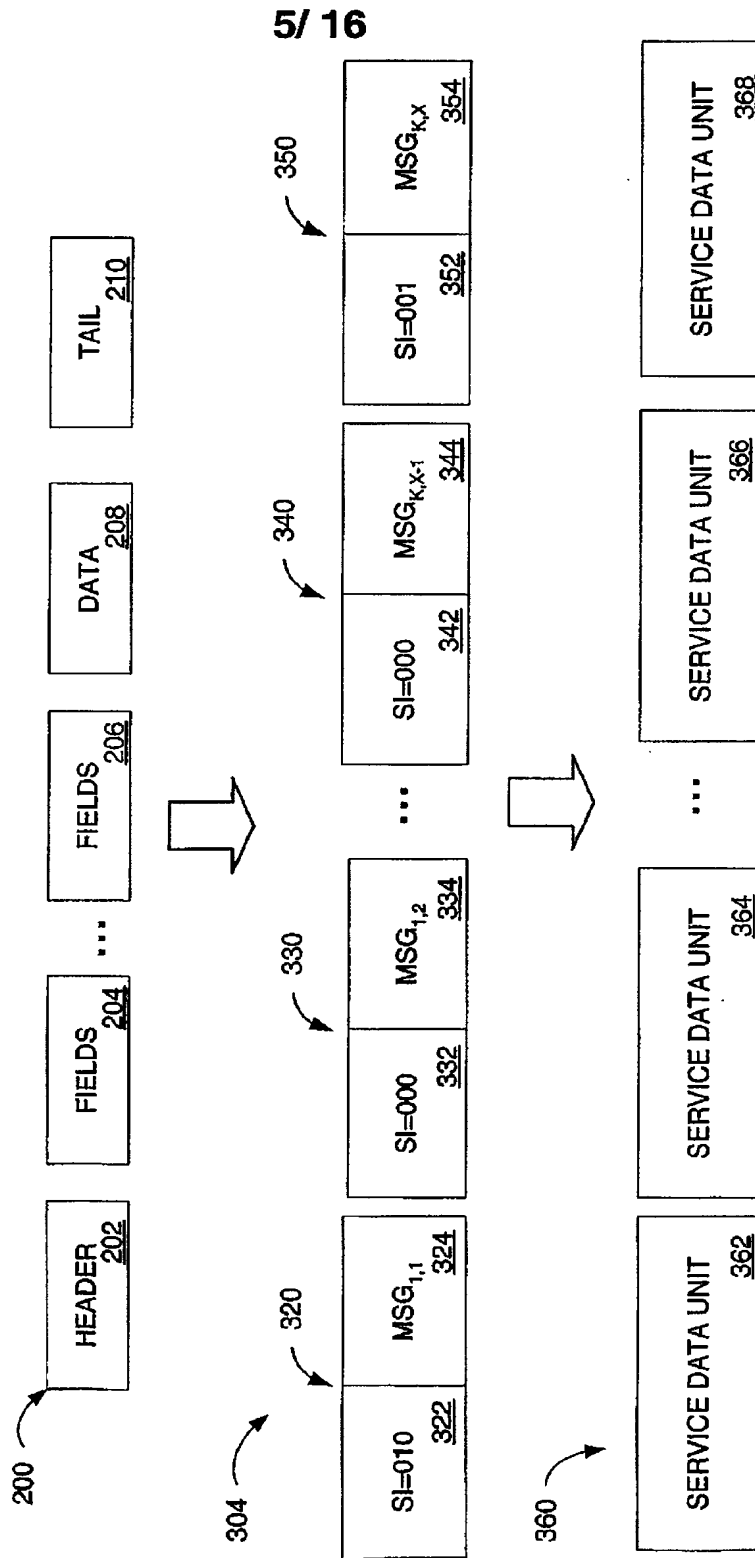 5/ 16
200
HEADER 202
FIELDS 204
...
FIELDS 206
DATA 208
TAIL 210
304
320
SI=010 322
MSG1,1 324
330
SI=000 332
MSG1,2 334
...
340
SI=000 342
MSGK,X-1 344
350
SI=001 352
MSGK,X 354
360
SERVICE DATA UNIT 362
SERVICE DATA UNIT 364
...
SERVICE DATA UNIT 366
SERVICE DATA UNIT 368